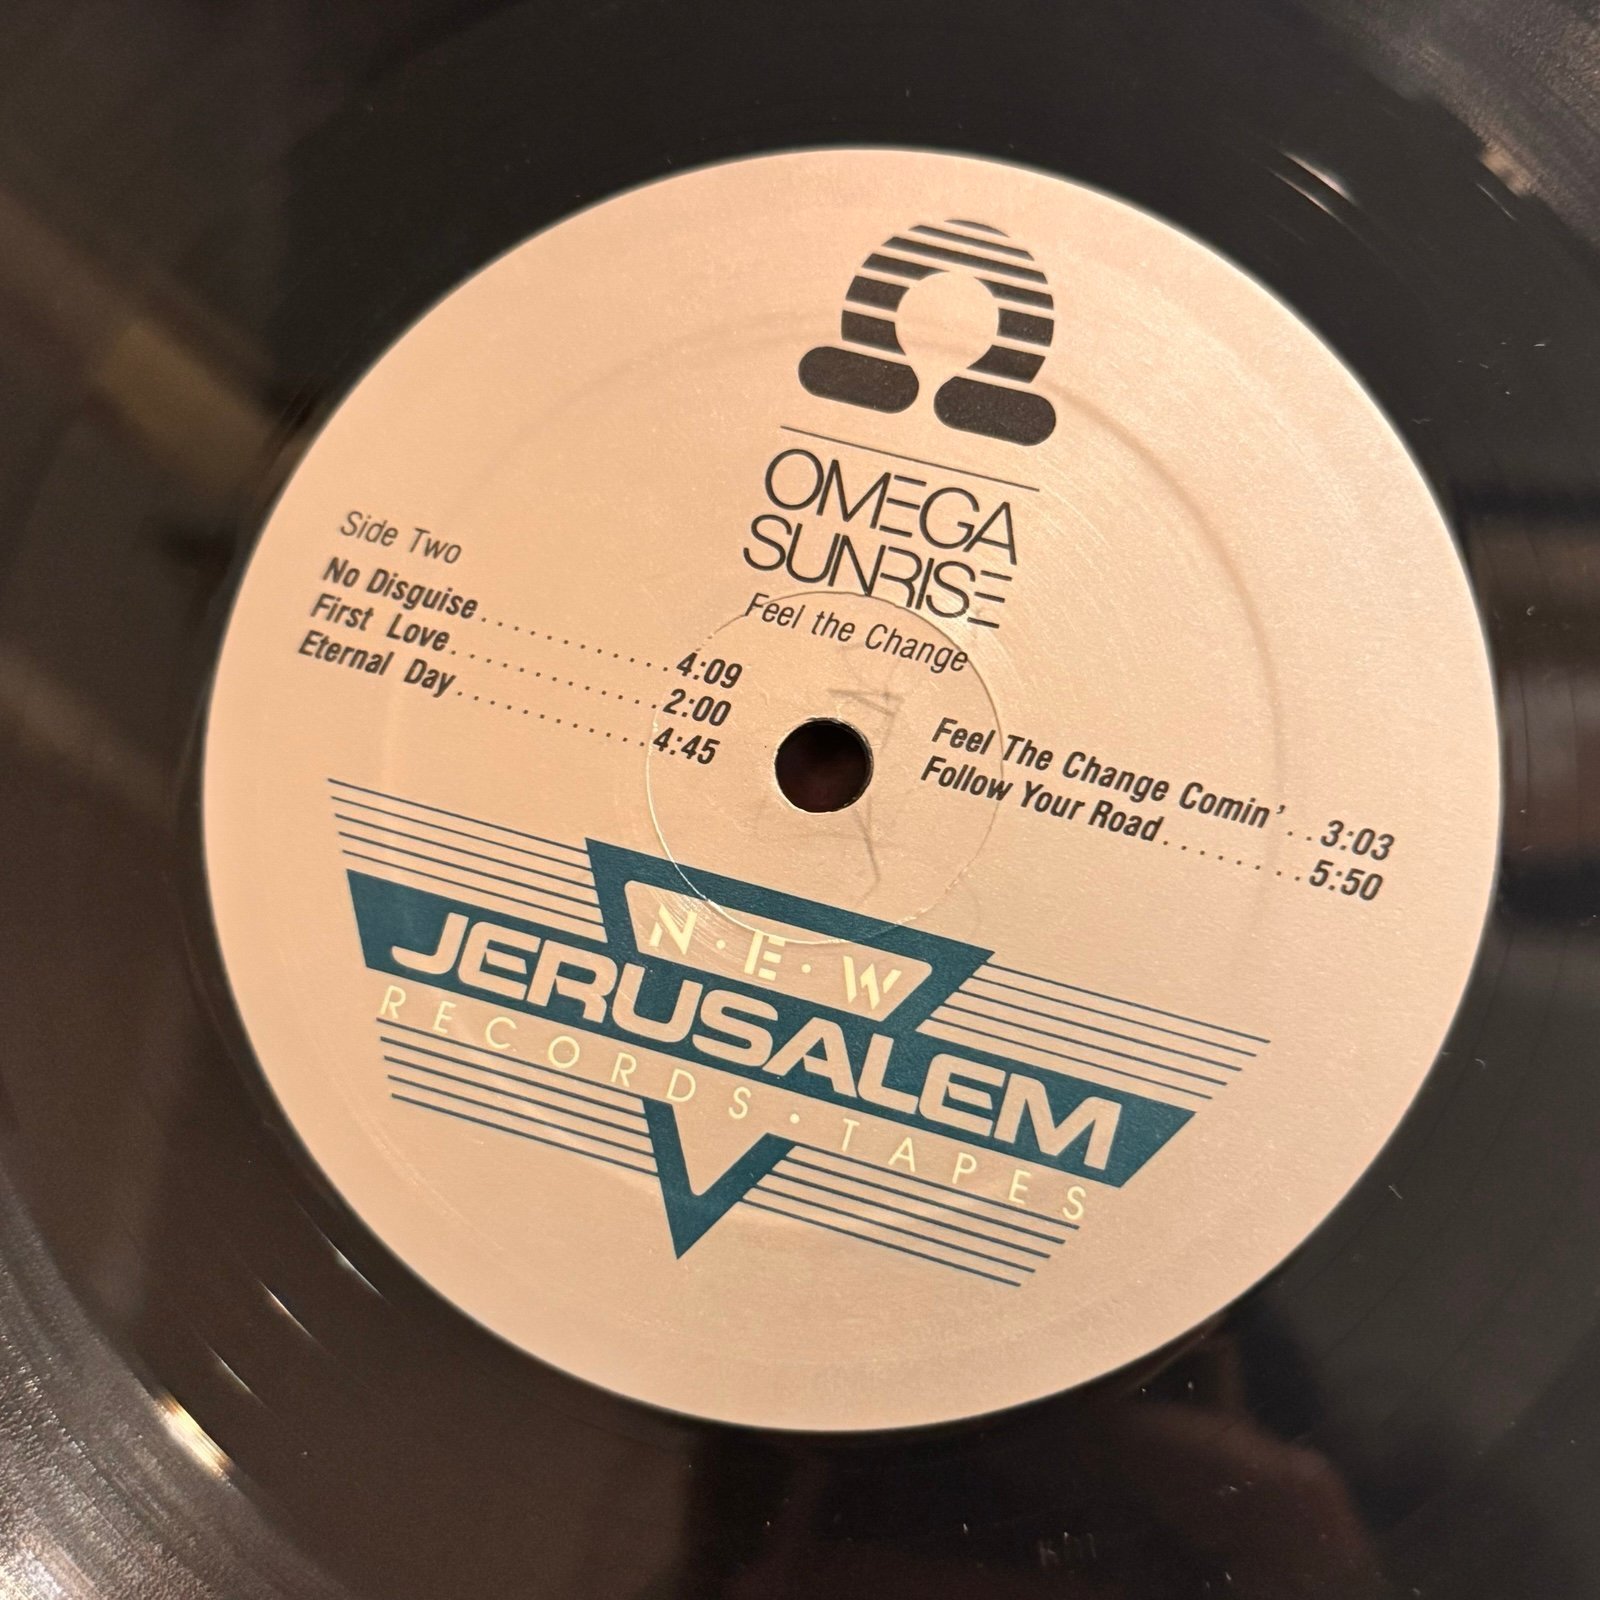 OMEGA
SUNRISE
Feel the Change
Side Two
No Disguise............4:09
First Love.............2:00
Eternal Day............4:45
Feel The Change Comin'..3:03
Follow Your Road........5:50
N·E·W
JERUSALEM
RECORDS·TAPES